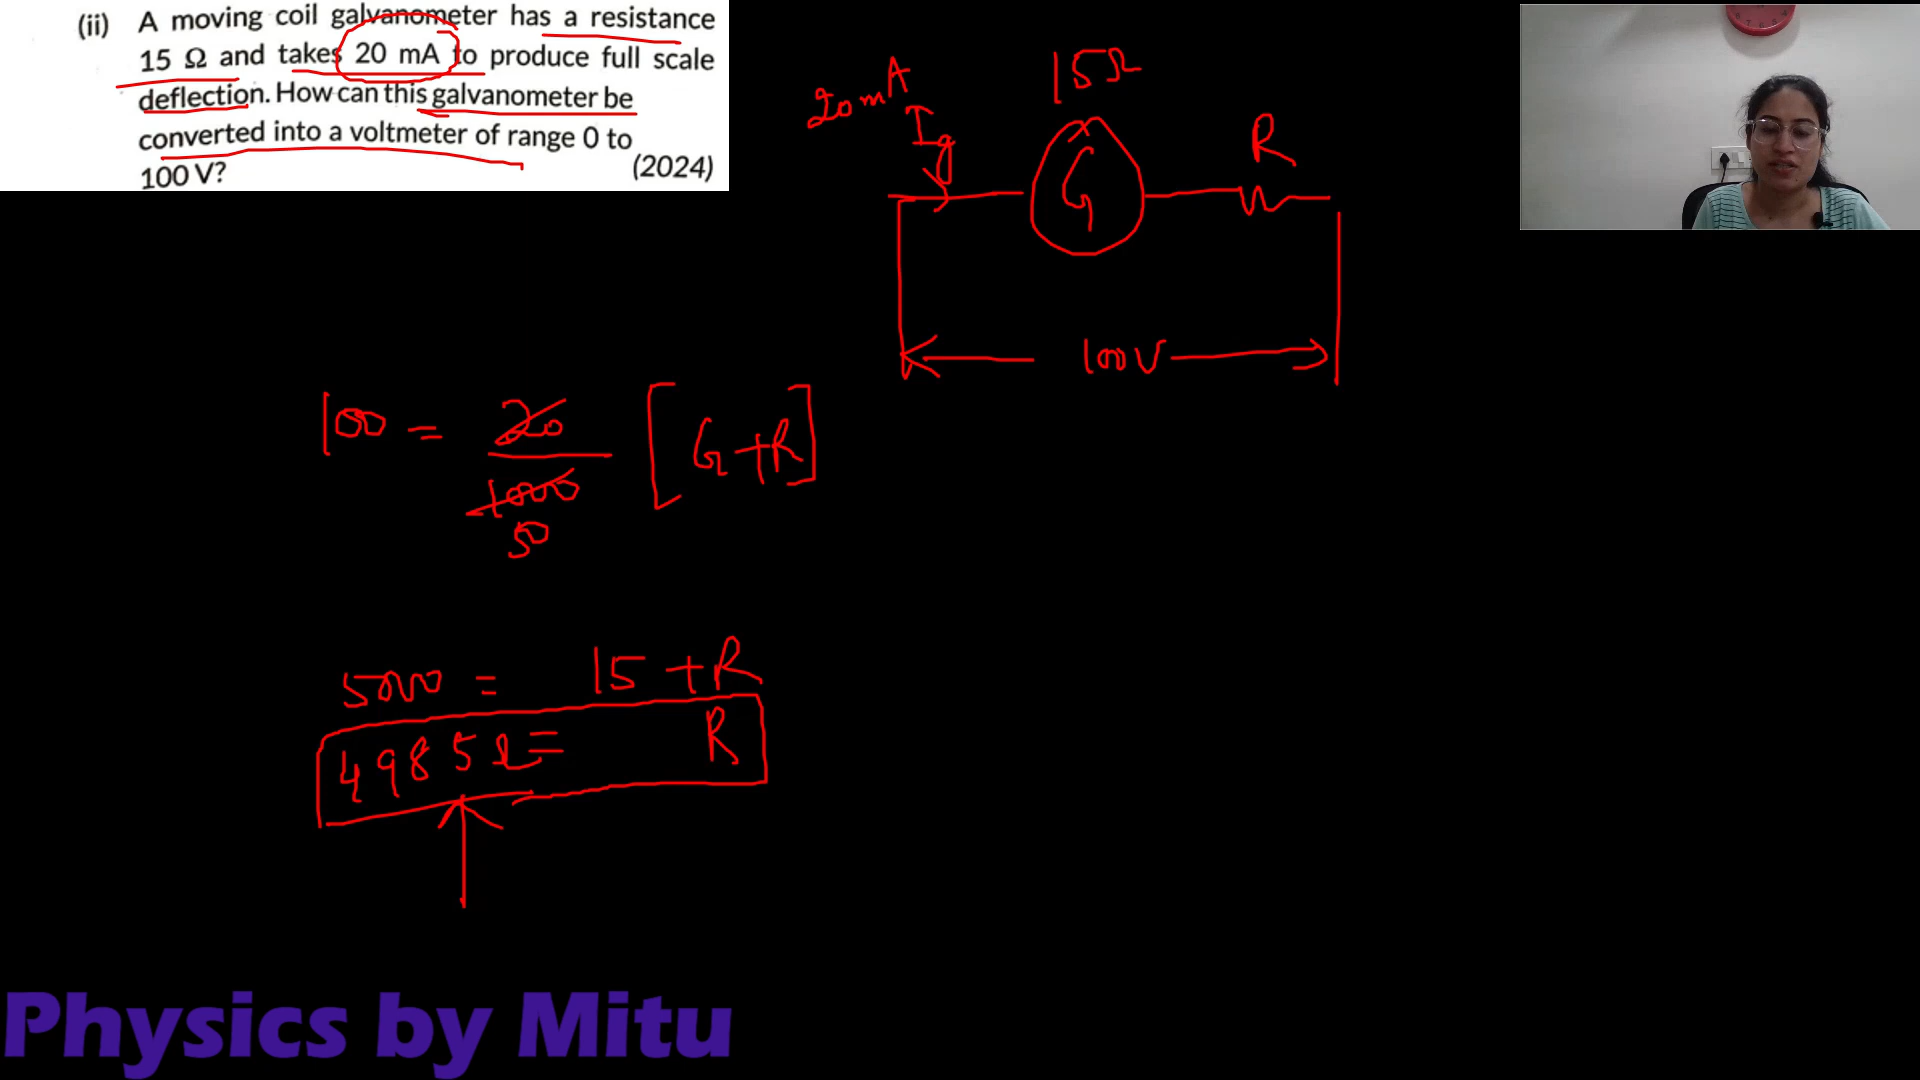 (ii) A moving coil galvanometer has a resistance
15 Ω and takes 20 mA to produce full scale
deflection. How can this galvanometer be
converted into a voltmeter of range 0 to
100 V? (2024)
15Ω
20mA
Ig
G
R
100V
100 = 20/1000 [G+R]
50
5000 = 15 + R
4985Ω = R
Physics by Mitu